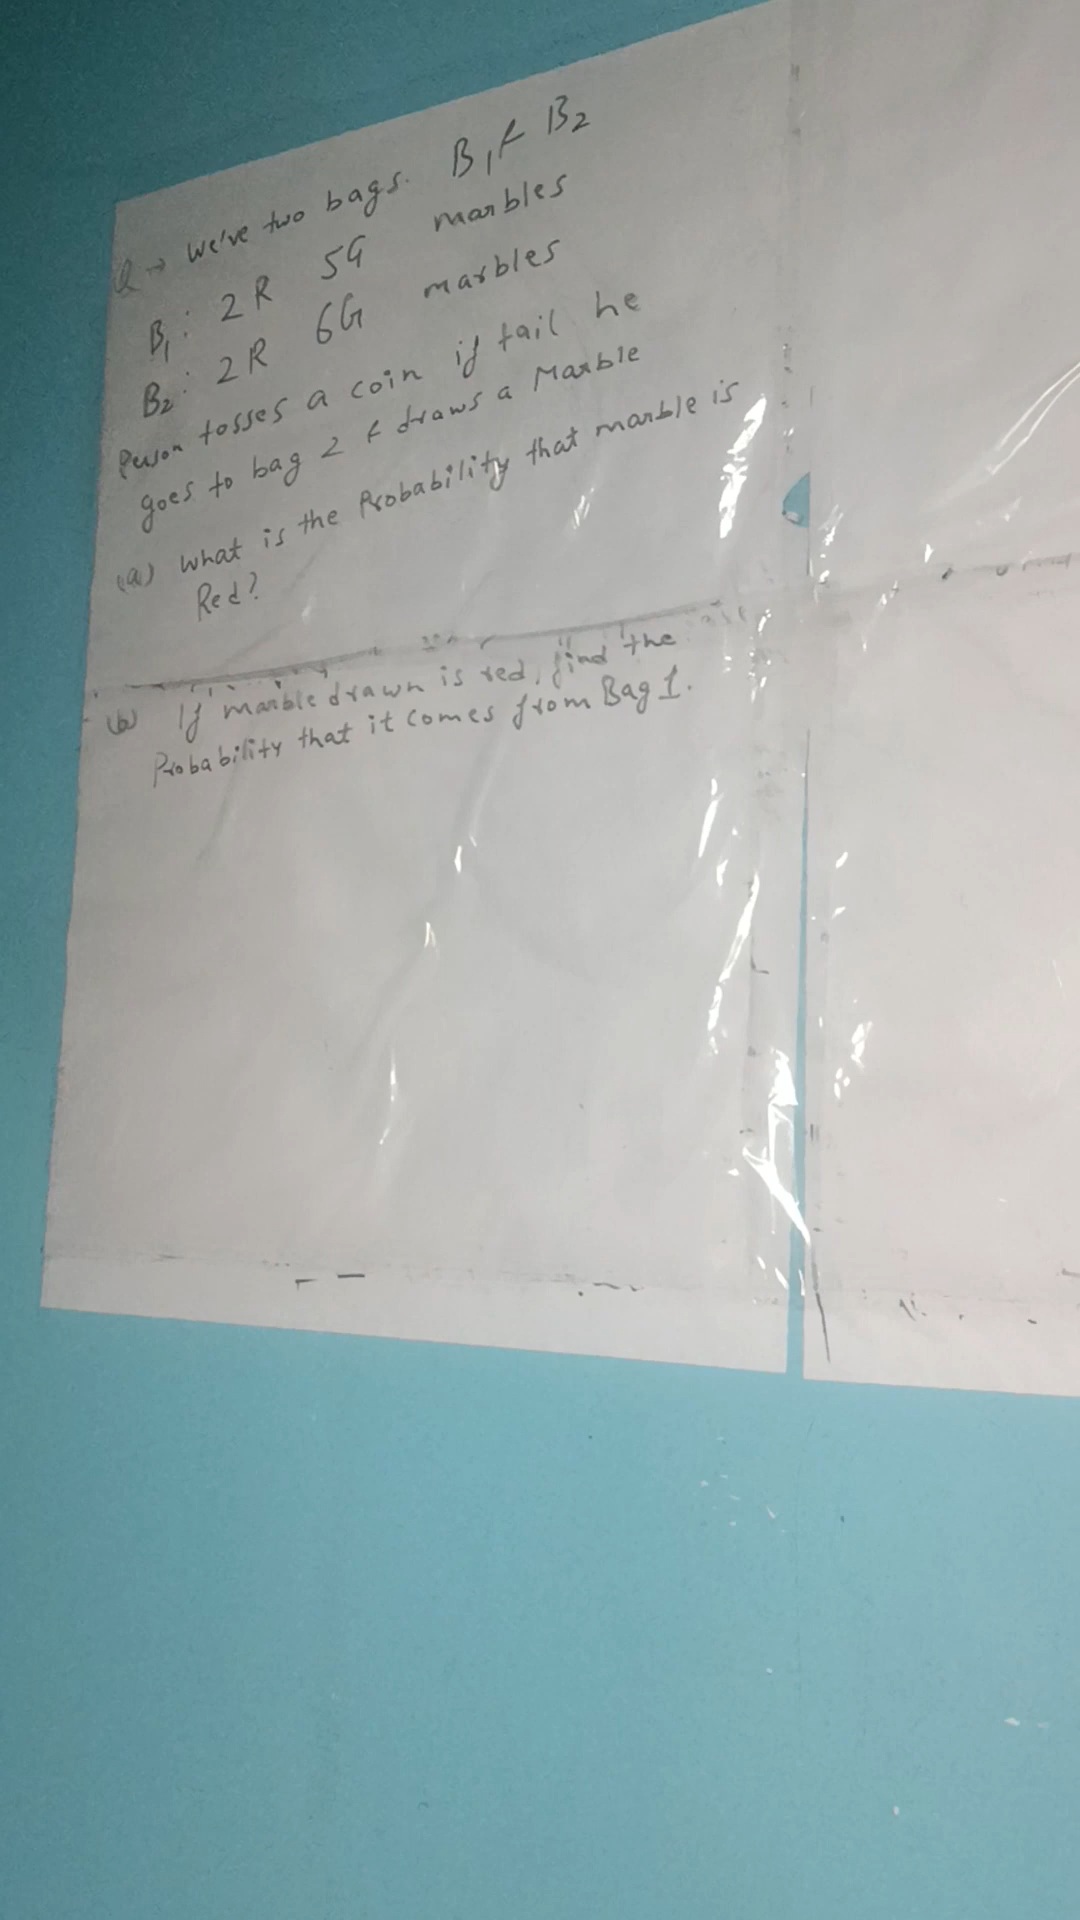 Q → We've two bags. B₁ & B₂
B₁: 2R 5G marbles
B₂: 2R 6G marbles
Person tosses a coin if tail he
goes to bag 2 & draws a Marble
(a) What is the Probability that marble is
Red?
(b) If marble drawn is red, find the
Probability that it comes from Bag 1.